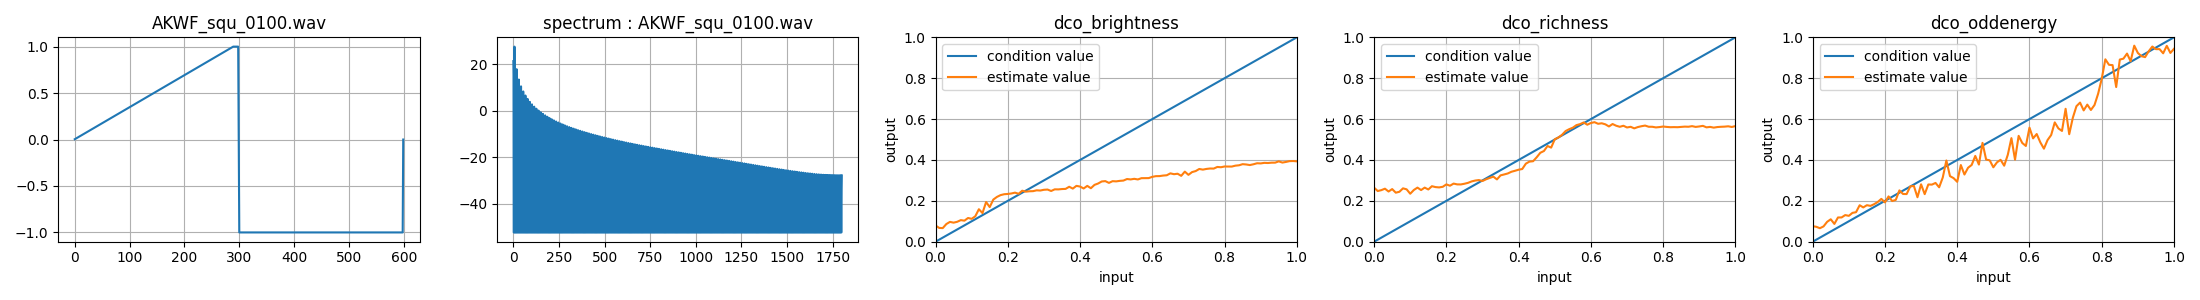 AKWF_squ_0100.wav
1.0
0.5
0.0
−0.5
−1.0
0 100 200 300 400 500 600
spectrum : AKWF_squ_0100.wav
20
0
−20
−40
0 250 500 750 1000 1250 1500 1750
dco_brightness
condition value
estimate value
output
1.0
0.8
0.6
0.4
0.2
0.0
0.0 0.2 0.4 0.6 0.8 1.0
input
dco_richness
condition value
estimate value
output
1.0
0.8
0.6
0.4
0.2
0.0
0.0 0.2 0.4 0.6 0.8 1.0
input
dco_oddenergy
condition value
estimate value
output
1.0
0.8
0.6
0.4
0.2
0.0
0.0 0.2 0.4 0.6 0.8 1.0
input